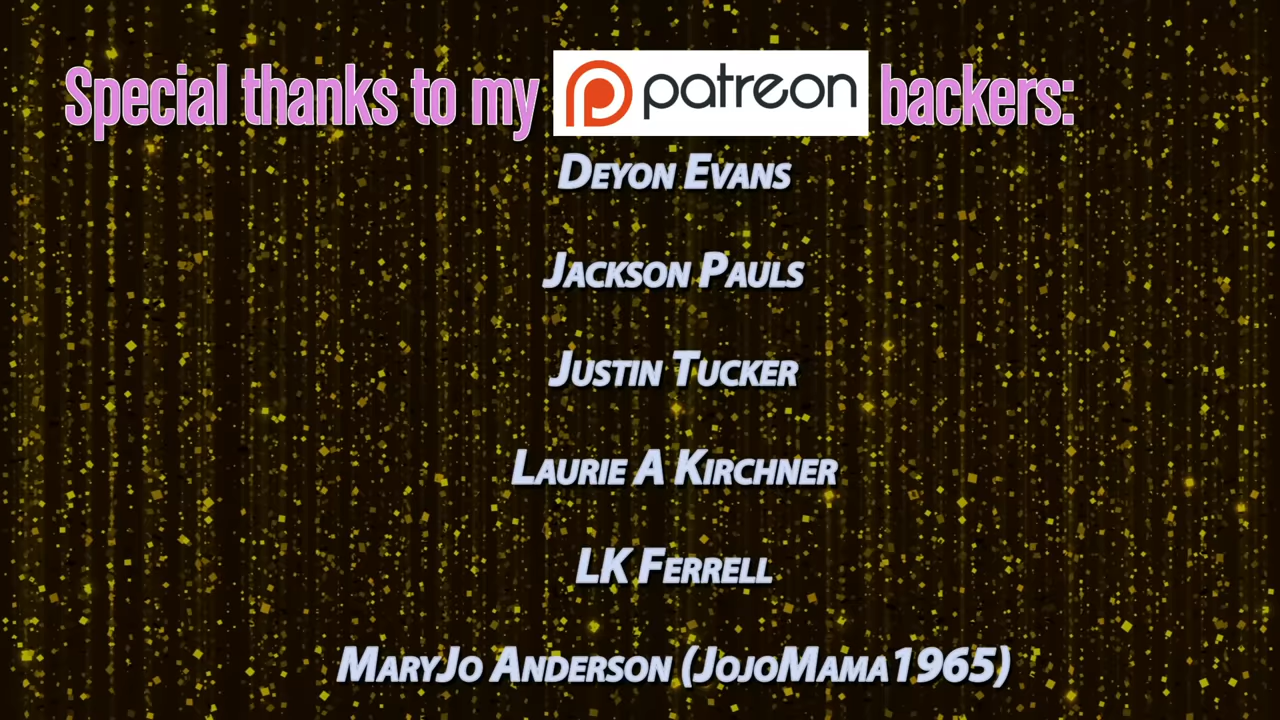 Special thanks to my patreon backers:
Deyon Evans
Jackson Pauls
Justin Tucker
Laurie A Kirchner
LK Ferrell
MaryJo Anderson (JojoMama1965)